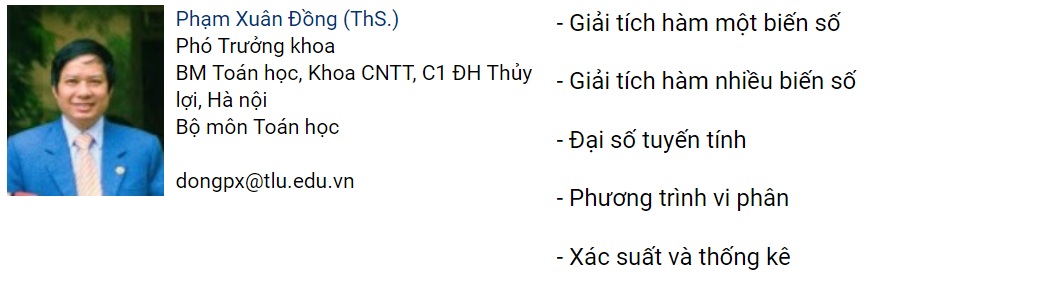 Phạm Xuân Đồng (ThS.)
Phó Trưởng khoa
BM Toán học, Khoa CNTT, C1 ĐH Thủy
lợi, Hà nội
Bộ môn Toán học
dongpx@tlu.edu.vn
- Giải tích hàm một biến số
- Giải tích hàm nhiều biến số
- Đại số tuyến tính
- Phương trình vi phân
- Xác suất và thống kê